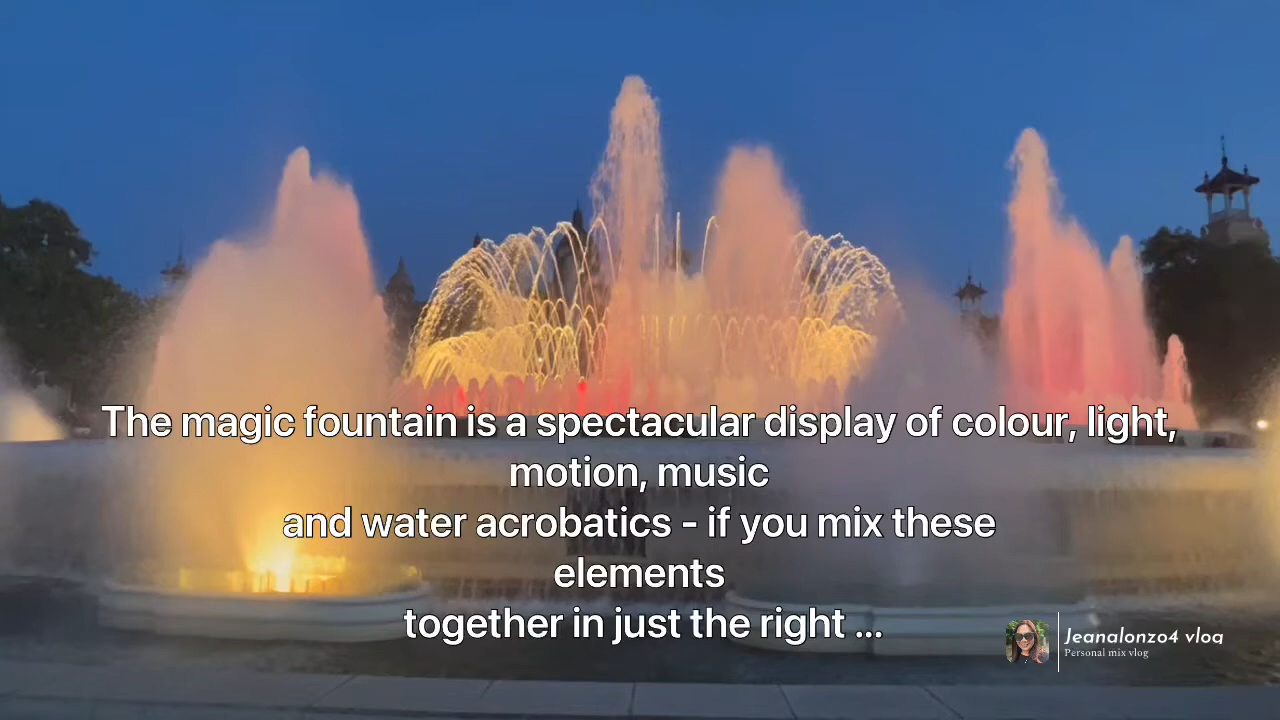 The magic fountain is a spectacular display of colour, light,
motion, music
and water acrobatics - if you mix these
elements
together in just the right ...
Jeanalonzo4 vlog
Personal mix vlog